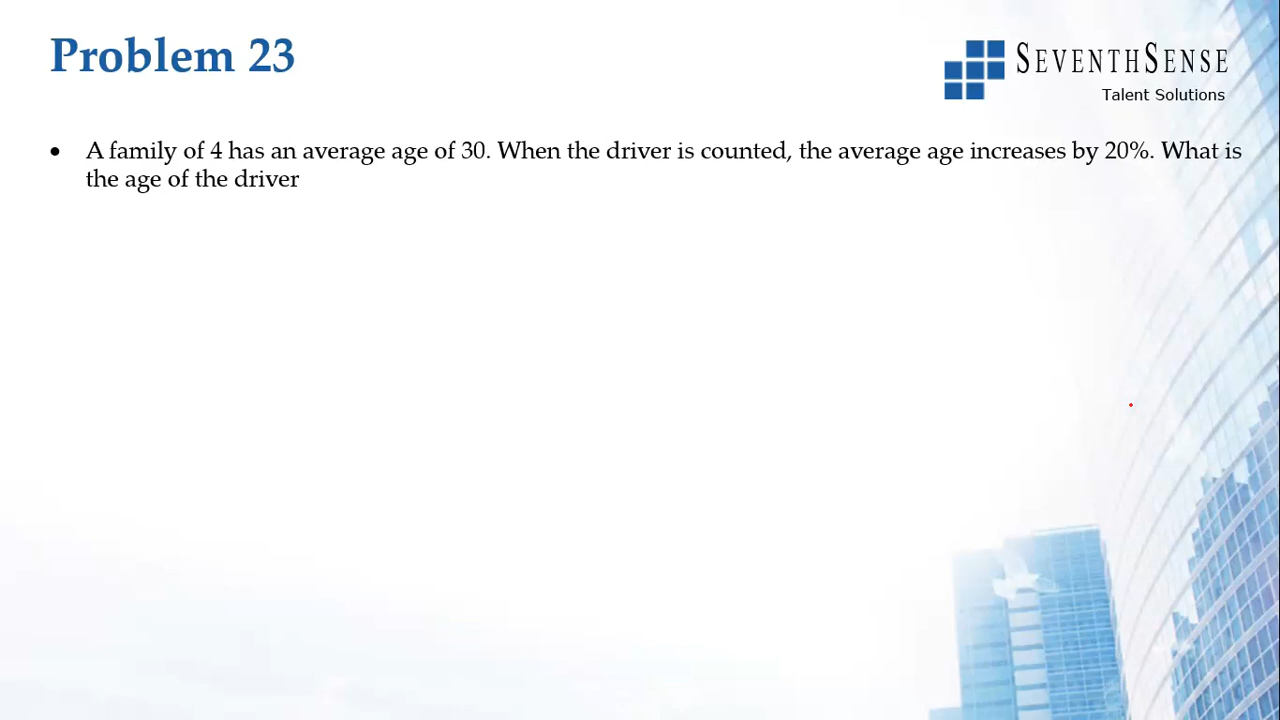 Problem 23
SEVENTHSENSE
Talent Solutions
• A family of 4 has an average age of 30. When the driver is counted, the average age increases by 20%. What is
the age of the driver